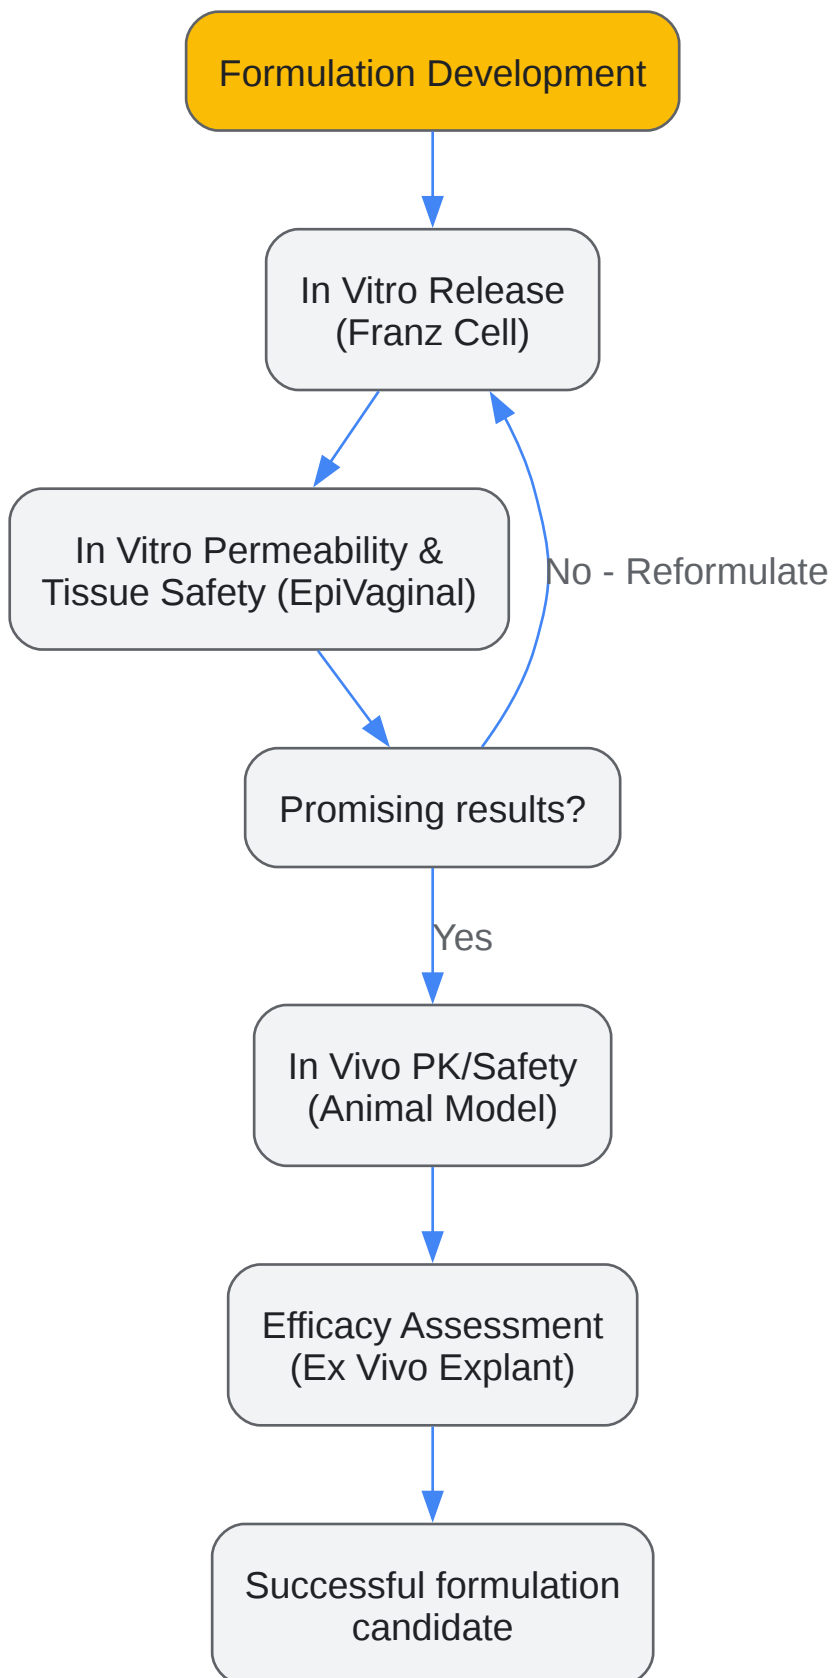 Formulation Development
In Vitro Release
(Franz Cell)
In Vitro Permeability &
Tissue Safety (EpiVaginal)
No - Reformulate
Promising results?
Yes
In Vivo PK/Safety
(Animal Model)
Efficacy Assessment
(Ex Vivo Explant)
Successful formulation
candidate